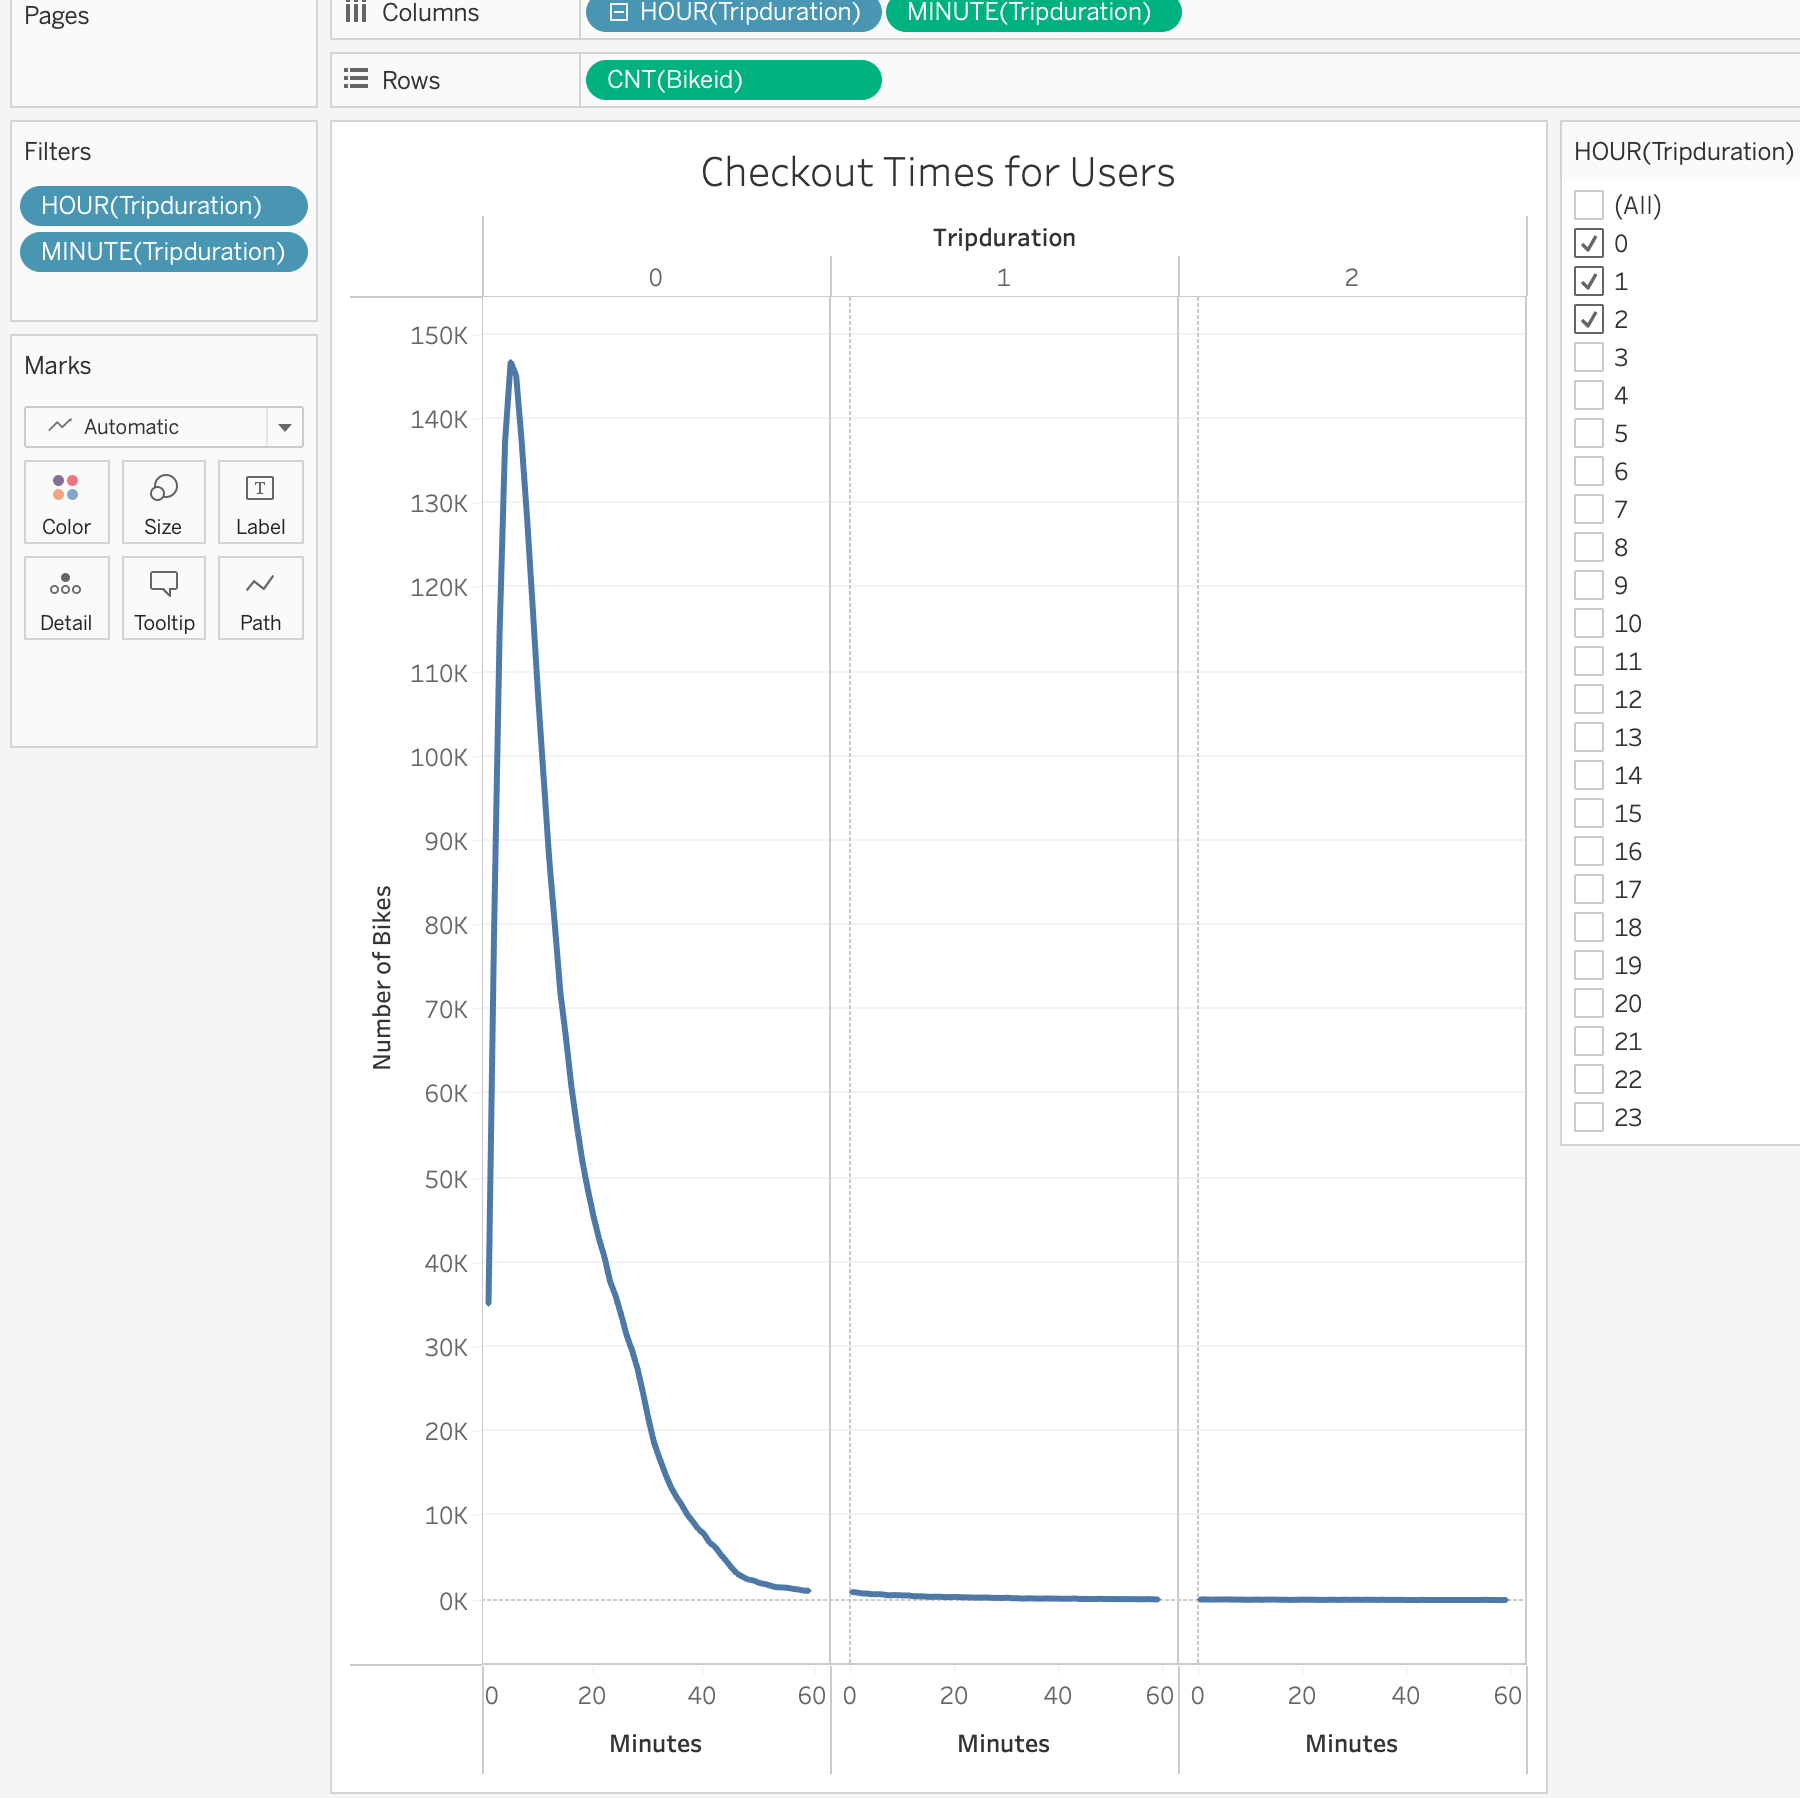 Pages
Columns
HOUR(Tripduration)
MINUTE(Tripduration)
Rows
CNT(Bikeid)
Filters
HOUR(Tripduration)
MINUTE(Tripduration)
Marks
Automatic
Color
Size
T
Label
Detail
Tooltip
Path
Checkout Times for Users
Tripduration
0
1
2
Number of Bikes
150K
140K
130K
120K
110K
100K
90K
80K
70K
60K
50K
40K
30K
20K
10K
0K
0 20 40 60
0 20 40 60
0 20 40 60
Minutes
Minutes
Minutes
HOUR(Tripduration)
(All)
0
1
2
3
4
5
6
7
8
9
10
11
12
13
14
15
16
17
18
19
20
21
22
23